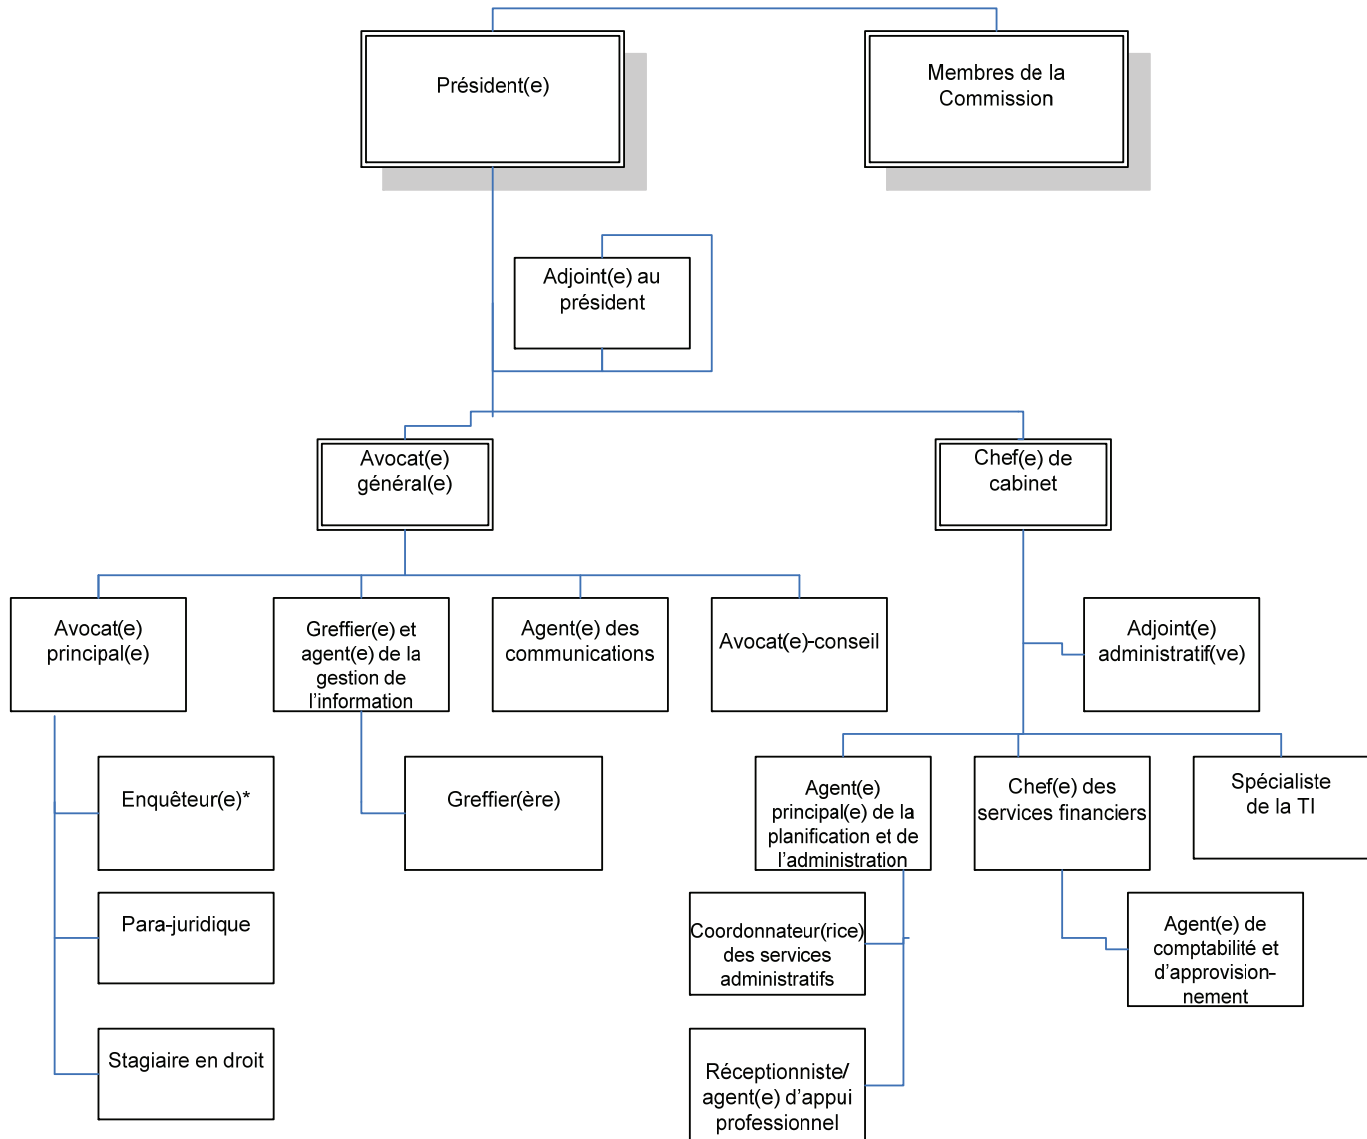 Président(e)
Membres de la
Commission
Adjoint(e) au
président
Avocat(e)
général(e)
Chef(e) de
cabinet
Avocat(e)
principal(e)
Greffier(e) et
agent(e) de la
gestion de
l’information
Agent(e) des
communications
Avocat(e)-conseil
Adjoint(e)
administratif(ve)
Enquêteur(e)*
Greffier(ère)
Agent(e)
principal(e) de la
planification et de
l’administration
Chef(e) des
services financiers
Spécialiste
de la TI
Para-juridique
Coordonnateur(rice)
des services
administratifs
Agent(e) de
comptabilité et
d’approvision-
nement
Stagiaire en droit
Réceptionniste/
agent(e) d’appui
professionnel